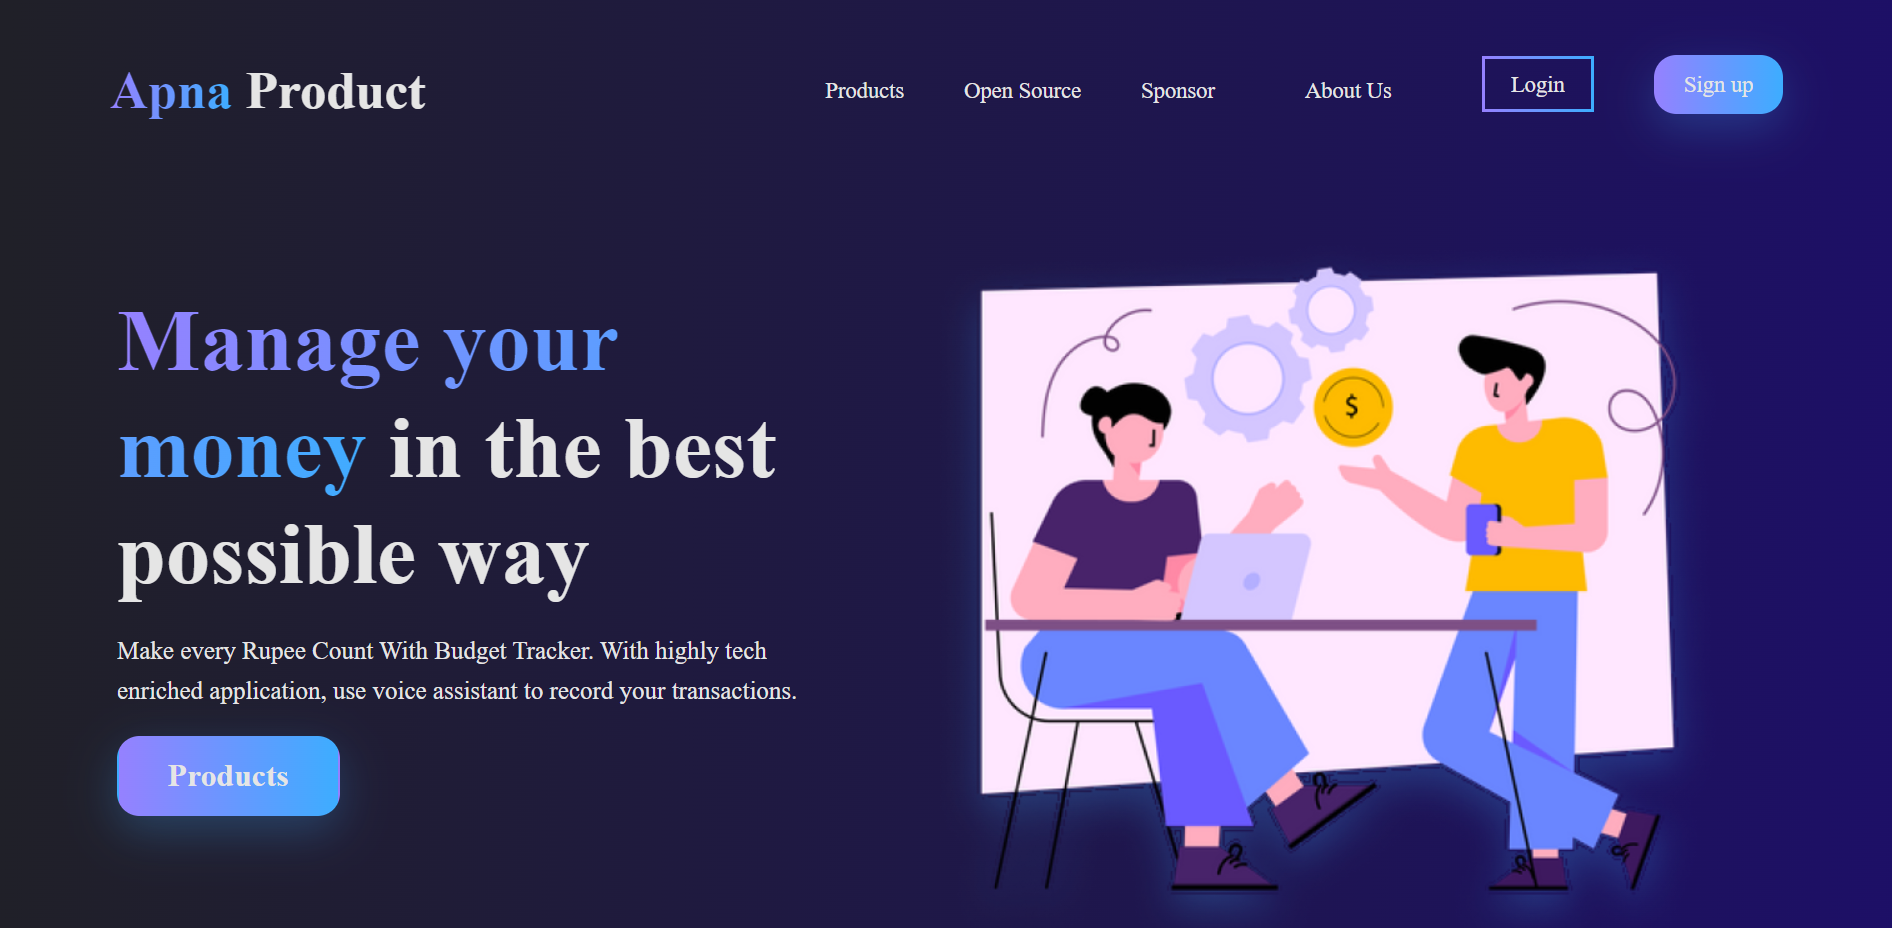 Apna Product
Products
Open Source
Sponsor
About Us
Login
Sign up
Manage your
money in the best
possible way
Make every Rupee Count With Budget Tracker. With highly tech
enriched application, use voice assistant to record your transactions.
Products
$